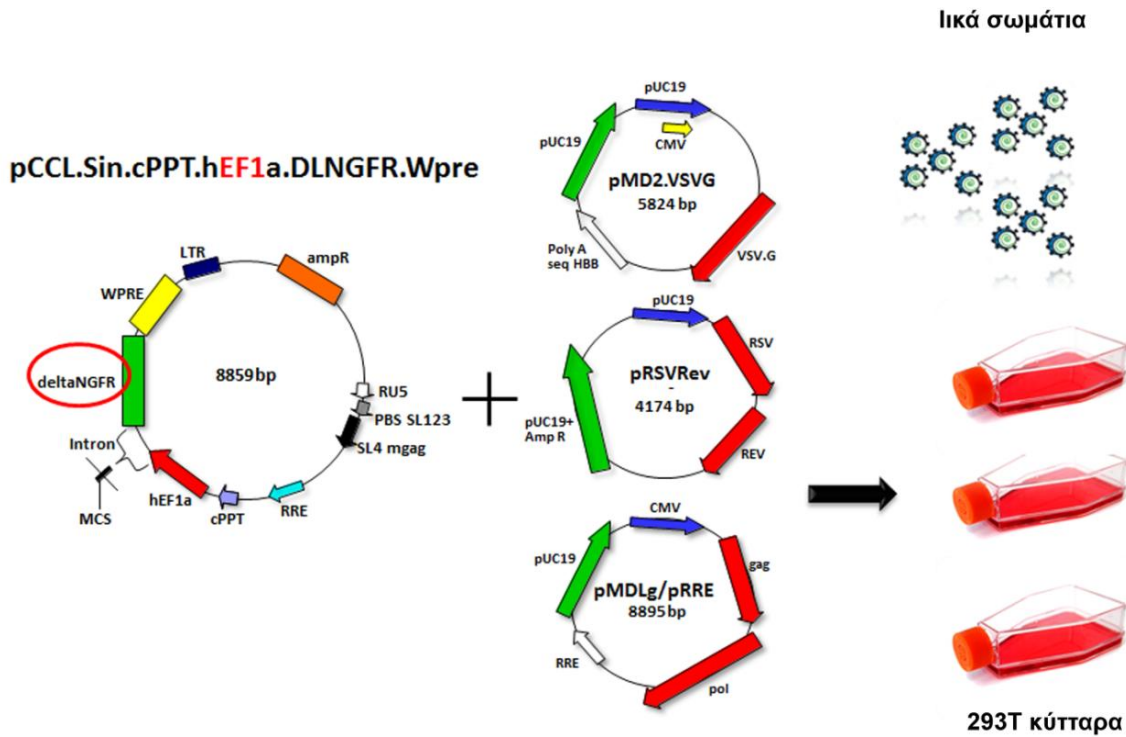 Ιικά σωμάτια
pCCL.Sin.cPPT.hEF1a.DLNGFR.Wpre
LTR
ampR
WPRE
deltaNGFR
8859bp
RU5
PBS SL123
SL4 mgag
Intron
MCS
hEF1a
cPPT
RRE
pUC19
pUC19
CMV
pMD2.VSVG
5824 bp
Poly A
seq HBB
VSV.G
pUC19
RSV
pRSVRev
-
4174 bp
pUC19+
Amp R
REV
CMV
pUC19
gag
pMDLg/pRRE
8895bp
RRE
pol
293T κύτταρα